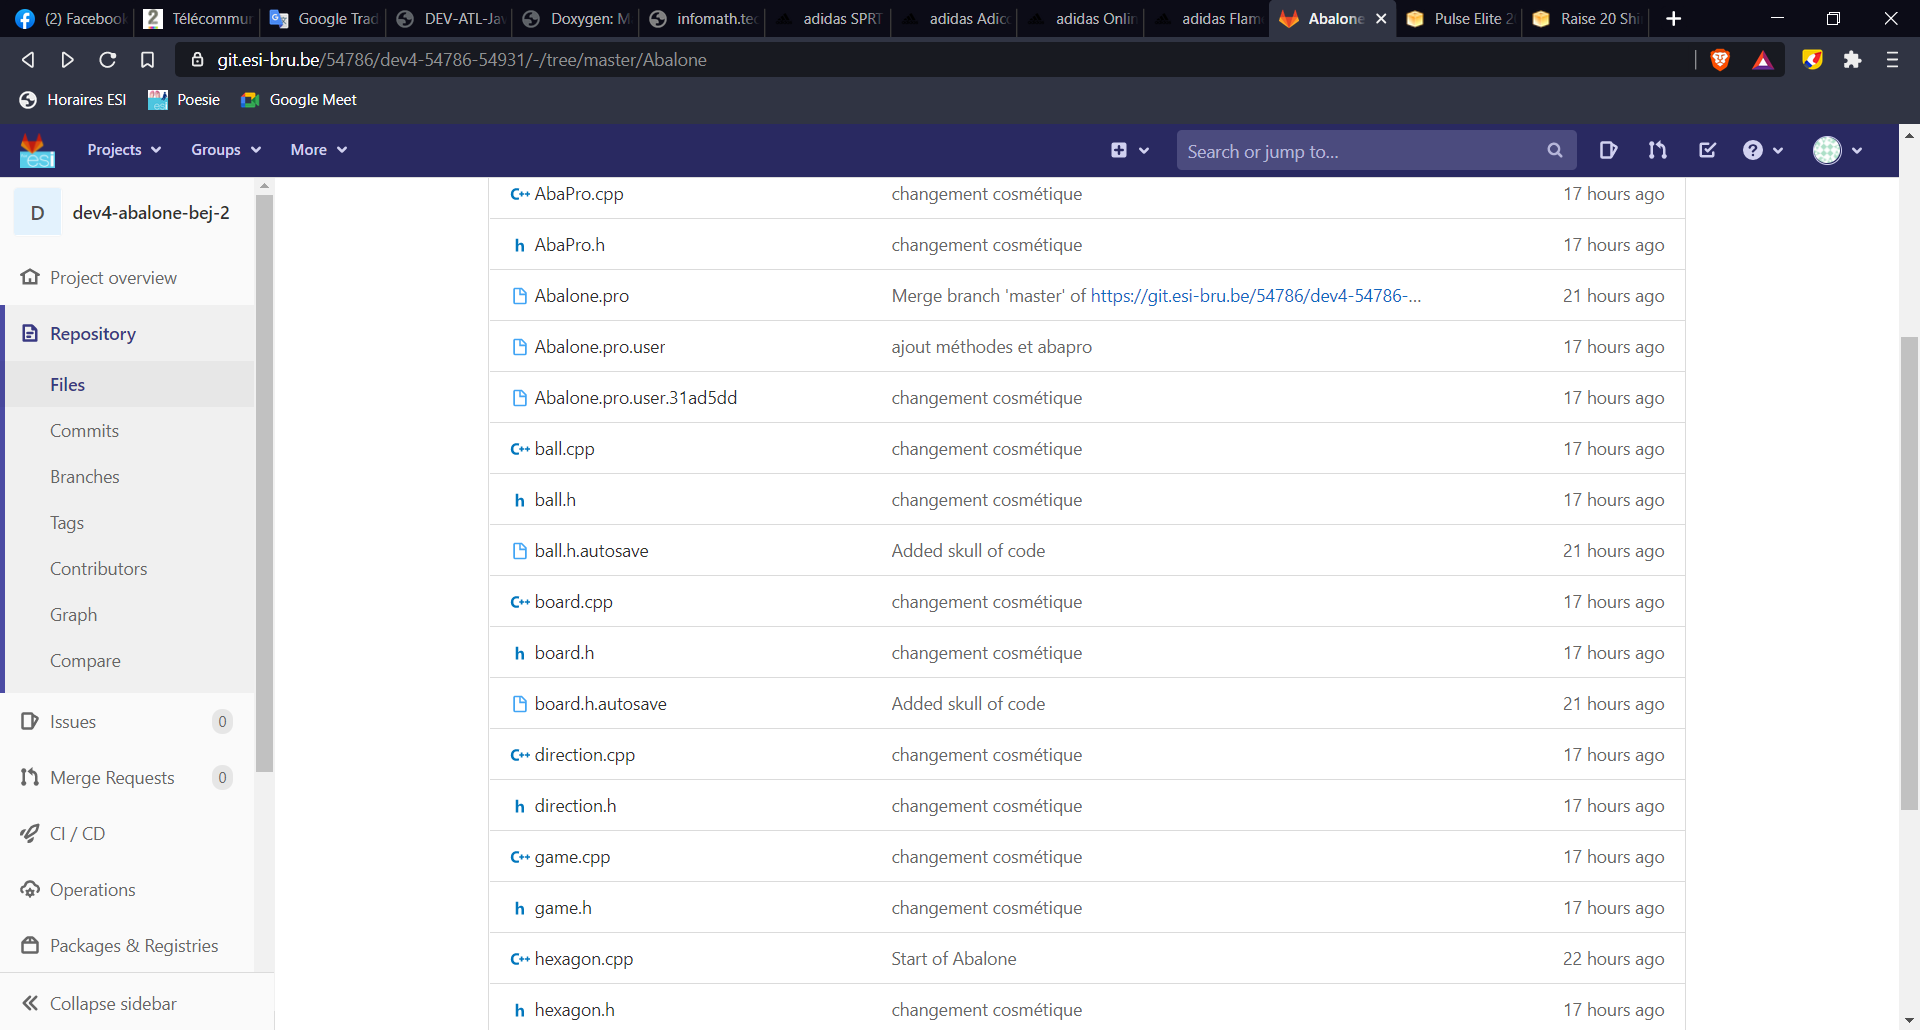 (2) Facebook
Télécommun
Google Trad
DEV-ATL-Jav
Doxygen: M
infomath.tec
adidas SPRT
adidas Adico
adidas Onlin
adidas Flam
Abalone
Pulse Elite 2
Raise 20 Shi
git.esi-bru.be/54786/dev4-54786-54931/-/tree/master/Abalone
Horaires ESI
Poesie
Google Meet
esi
Projects
Groups
More
Search or jump to...
D
dev4-abalone-bej-2
Project overview
Repository
Files
Commits
Branches
Tags
Contributors
Graph
Compare
Issues 0
Merge Requests 0
CI / CD
Operations
Packages & Registries
Collapse sidebar
AbaPro.cpp changement cosmétique 17 hours ago
AbaPro.h changement cosmétique 17 hours ago
Abalone.pro Merge branch 'master' of https://git.esi-bru.be/54786/dev4-54786-... 21 hours ago
Abalone.pro.user ajout méthodes et abapro 17 hours ago
Abalone.pro.user.31ad5dd changement cosmétique 17 hours ago
ball.cpp changement cosmétique 17 hours ago
ball.h changement cosmétique 17 hours ago
ball.h.autosave Added skull of code 21 hours ago
board.cpp changement cosmétique 17 hours ago
board.h changement cosmétique 17 hours ago
board.h.autosave Added skull of code 21 hours ago
direction.cpp changement cosmétique 17 hours ago
direction.h changement cosmétique 17 hours ago
game.cpp changement cosmétique 17 hours ago
game.h changement cosmétique 17 hours ago
hexagon.cpp Start of Abalone 22 hours ago
hexagon.h changement cosmétique 17 hours ago